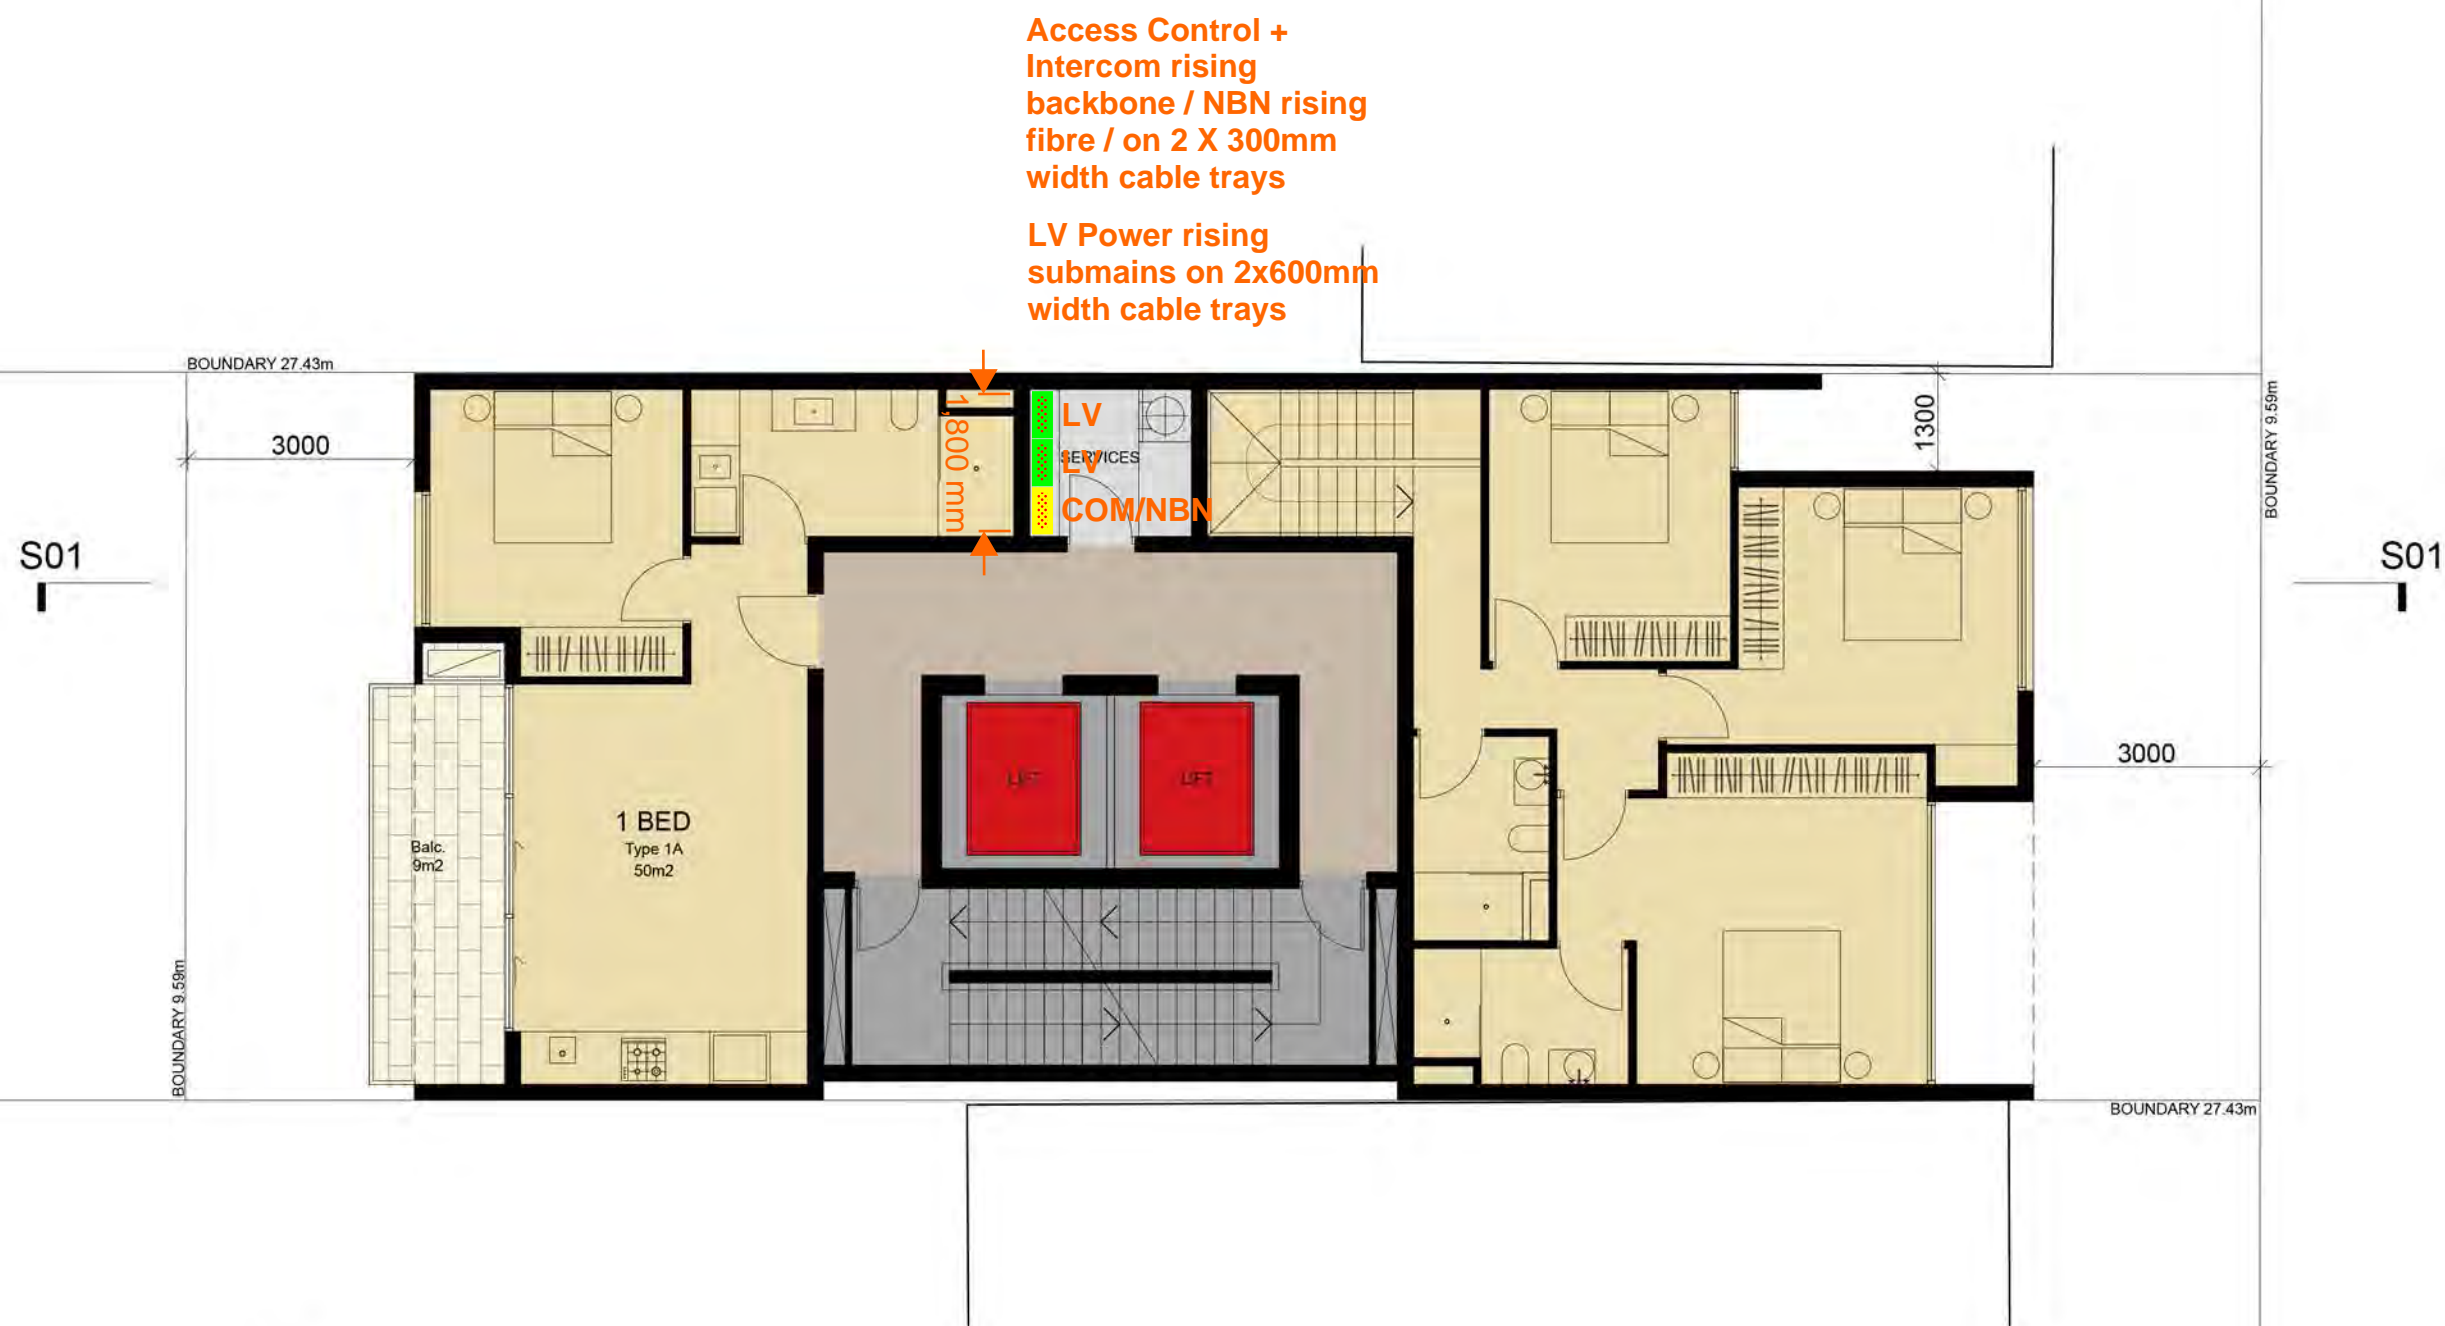 Access Control +
Intercom rising
backbone / NBN rising
fibre / on 2 X 300mm
width cable trays
LV Power rising
submains on 2x600mm
width cable trays
BOUNDARY 27.43m
3000
1,800 mm
LV
SERVICES
LV
COM/NBN
1300
BOUNDARY 9.59m
S01
S01
3000
LIFT
LIFT
1 BED
Type 1A
50m2
Balc.
9m2
BOUNDARY 9.59m
BOUNDARY 27.43m